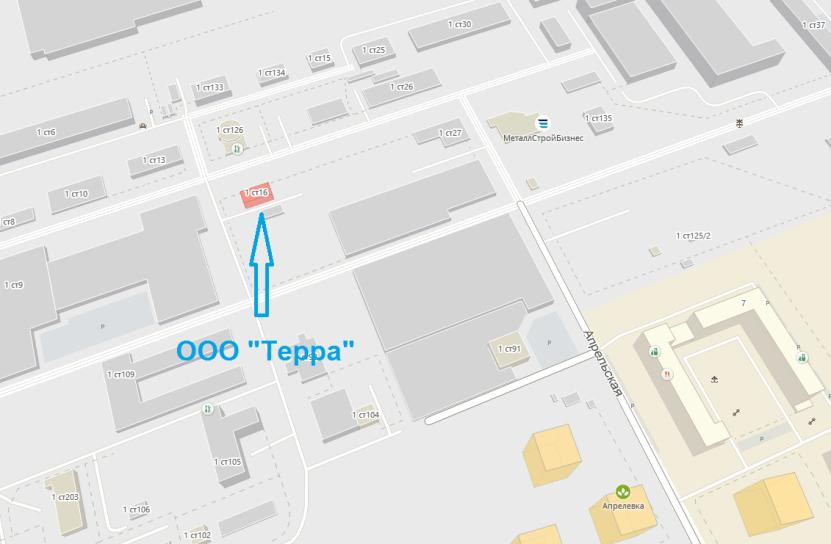 1 ст30
1 ст37
1 ст25
1 ст15
1 ст134
1 ст133
1 ст26
Р
1 ст6
1 ст126
1 ст27
1 ст135
МеталлСтройБизнес
1 ст13
1 ст10
1 ст16
ст8
1 ст125/2
ст9
7
Р
Р
Р
ООО "Терра"
1 ст91
Апрельская
1 ст109
1 ст104
Р
Р
1 ст105
1 ст203
1 ст106
Апрелевка
1 ст102